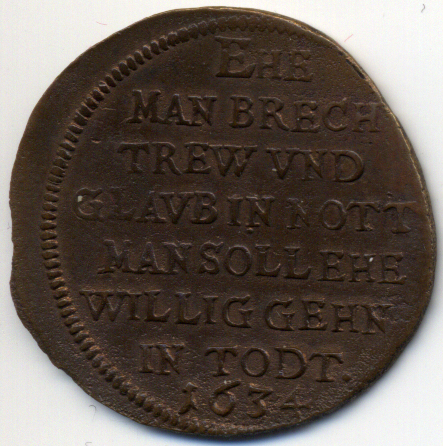 EHE
MAN BRECH
TREW VND
GLAVB IN NOTT
MAN SOLL EHE
WILLIG GEHN
IN TODT.
1634